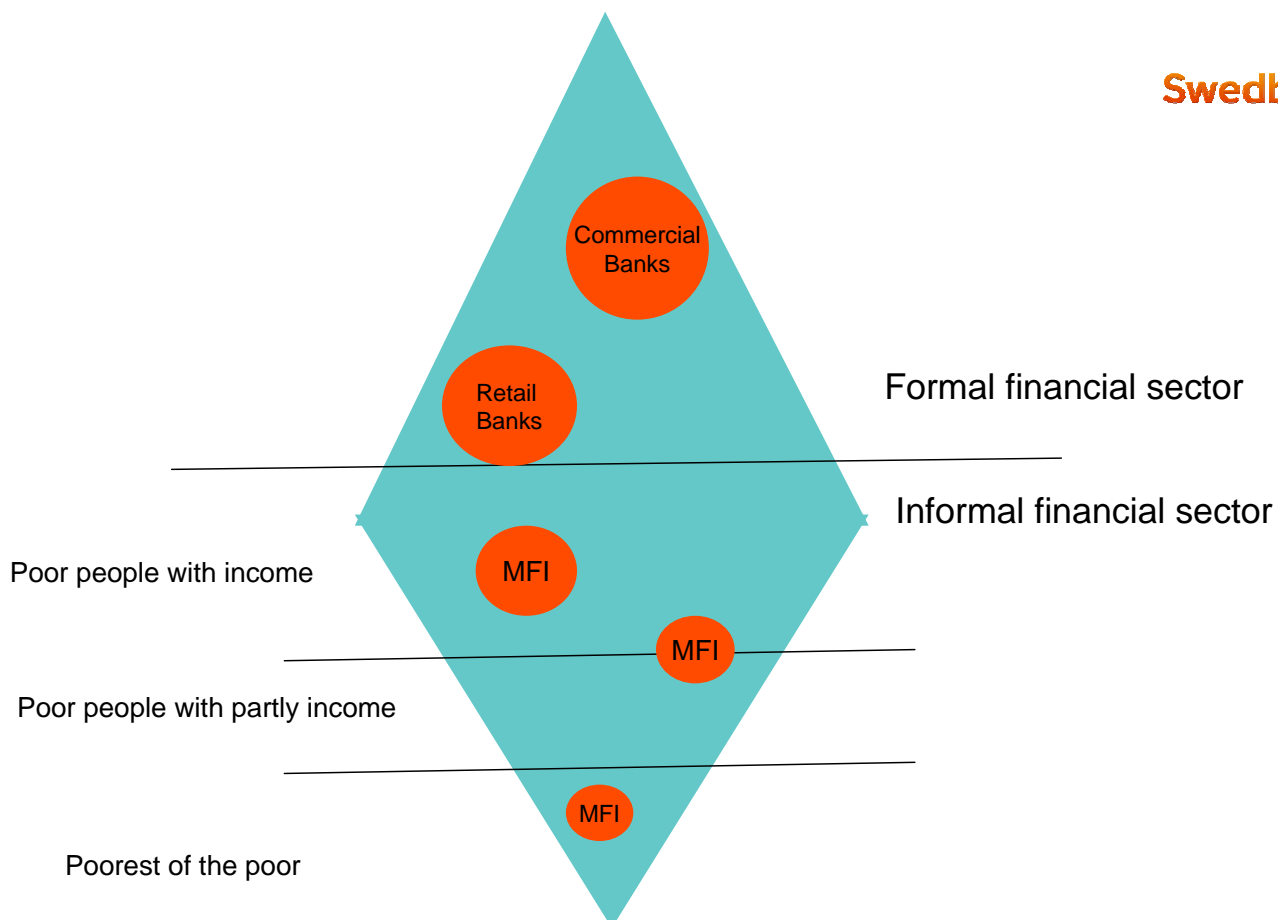 Swedb
Commercial
Banks
Retail
Banks
Formal financial sector
Informal financial sector
Poor people with income
MFI
MFI
Poor people with partly income
MFI
Poorest of the poor